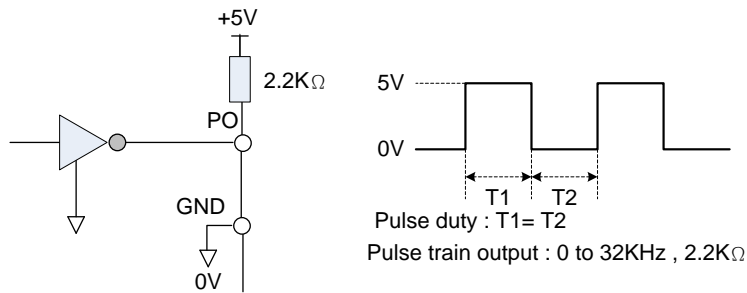 +5V
2.2KΩ
PO
GND
0V
5V
0V
T1 T2
Pulse duty : T1= T2
Pulse train output : 0 to 32KHz , 2.2KΩ